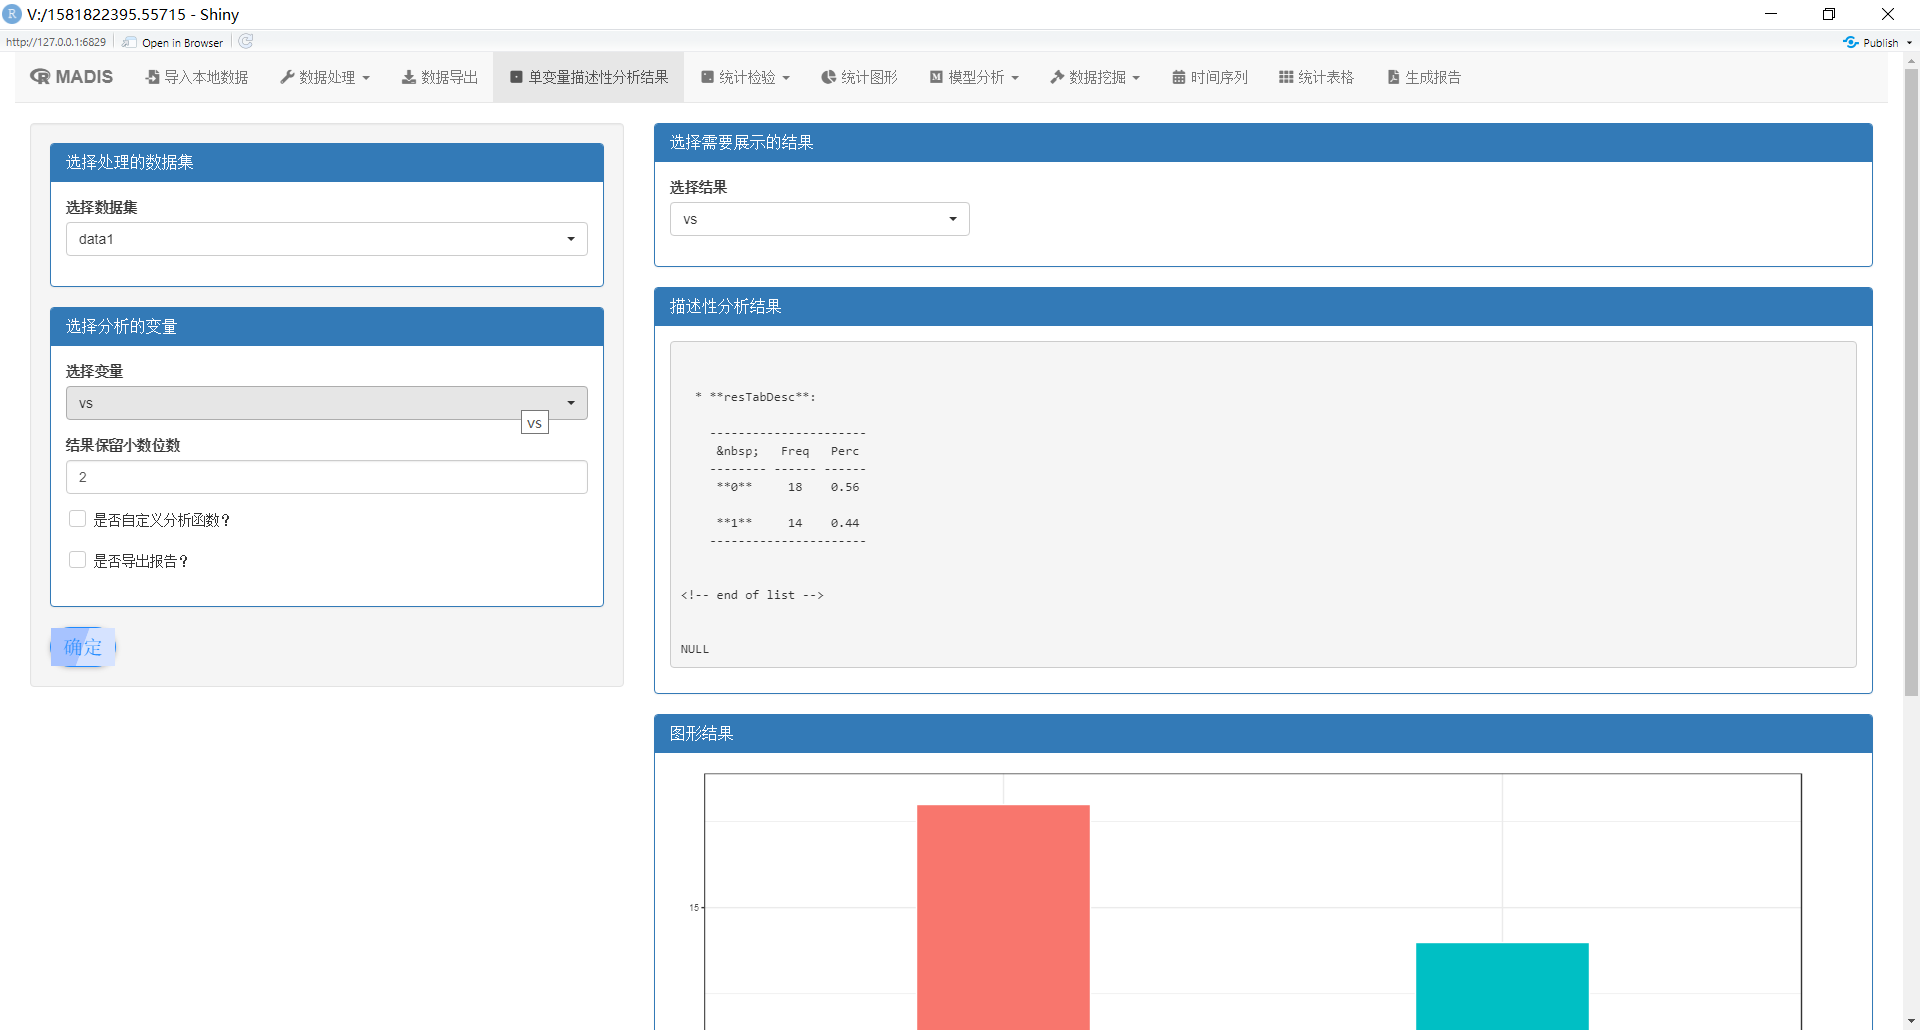 V:/1581822395.55715 - Shiny
http://127.0.0.1:6829 Open in Browser Publish
MADIS 导入本地数据 数据处理 数据导出 单变量描述性分析结果 统计检验 统计图形 模型分析 数据挖掘 时间序列 统计表格 生成报告
选择处理的数据集
选择数据集
data1
选择分析的变量
选择变量
vs
vs
结果保留小数位数
2
是否自定义分析函数?
是否导出报告?
确定
选择需要展示的结果
选择结果
vs
描述性分析结果
* **resTabDesc**:
----------------------
&nbsp; Freq Perc
-------- ------ ------
**0** 18 0.56
**1** 14 0.44
----------------------
<!-- end of list -->
NULL
图形结果
15